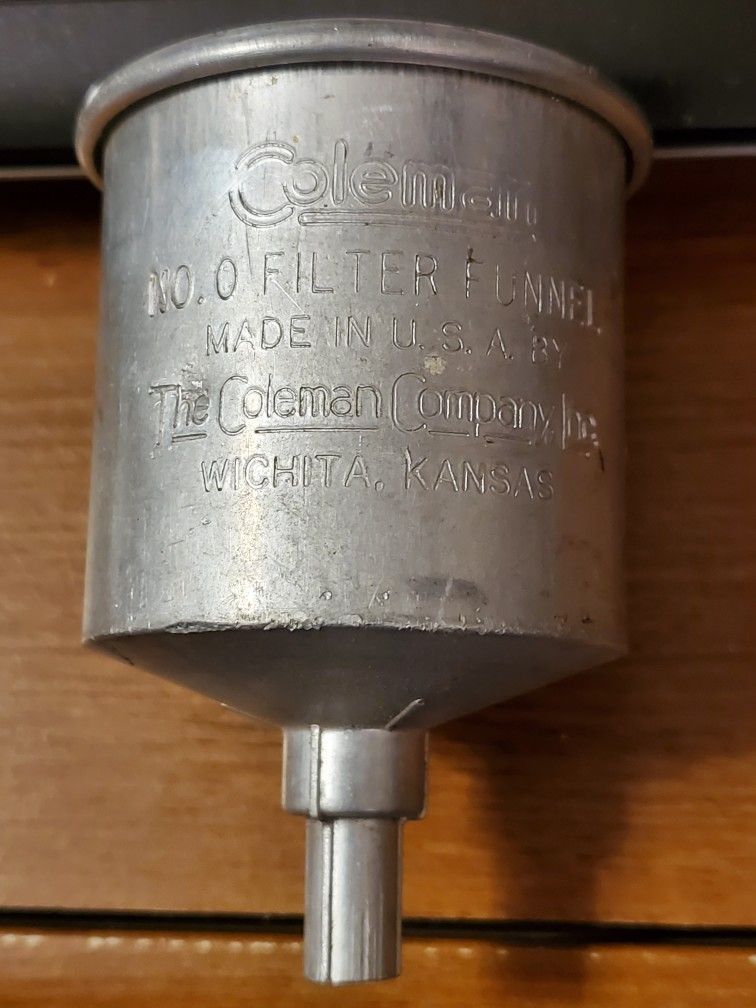 Coleman
NO. 0 FILTER FUNNEL
MADE IN U. S. A. BY
The Coleman Company, Inc.
WICHITA, KANSAS